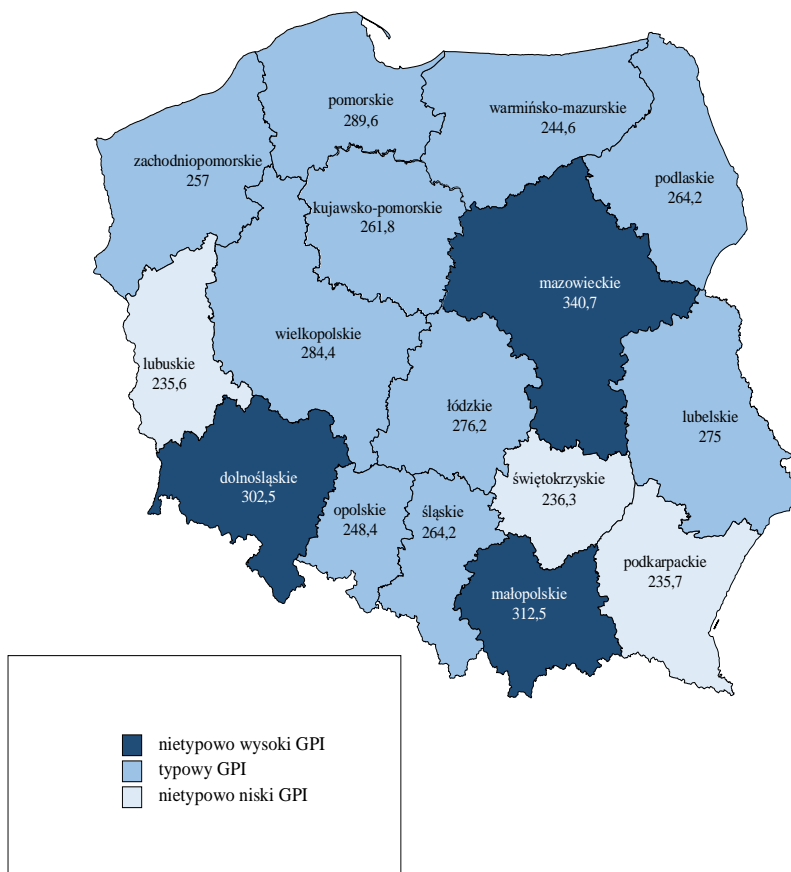 pomorskie
289,6
warmińsko-mazurskie
244,6
zachodniopomorskie
257
podlaskie
264,2
kujawsko-pomorskie
261,8
mazowieckie
340,7
wielkopolskie
284,4
lubuskie
235,6
łódzkie
276,2
lubelskie
275
dolnośląskie
302,5
opolskie
248,4
śląskie
264,2
świętokrzyskie
236,3
podkarpackie
235,7
małopolskie
312,5
nietypowo wysoki GPI
typowy GPI
nietypowo niski GPI